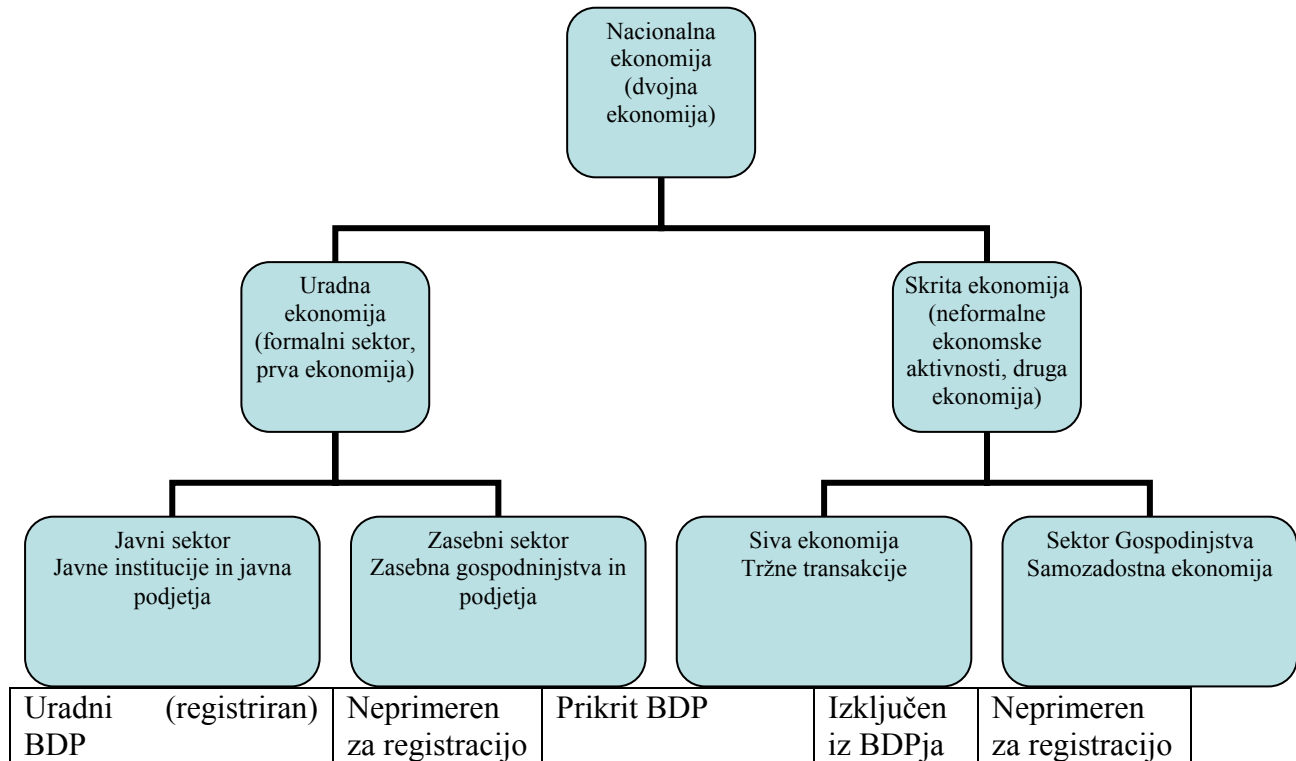 Nacionalna
ekonomija
(dvojna
ekonomija)
Uradna
ekonomija
(formalni sektor,
prva ekonomija)
Skrita ekonomija
(neformalne
ekonomske
aktivnosti, druga
ekonomija)
Javni sektor
Javne institucije in javna
podjetja
Zasebni sektor
Zasebna gospodninjstva in
podjetja
Siva ekonomija
Tržne transakcije
Sektor Gospodinjstva
Samozadostna ekonomija
Uradni (registriran)
BDP
Neprimeren
za registracijo
Prikrit BDP
Izključen
iz BDPja
Neprimeren
za registracijo